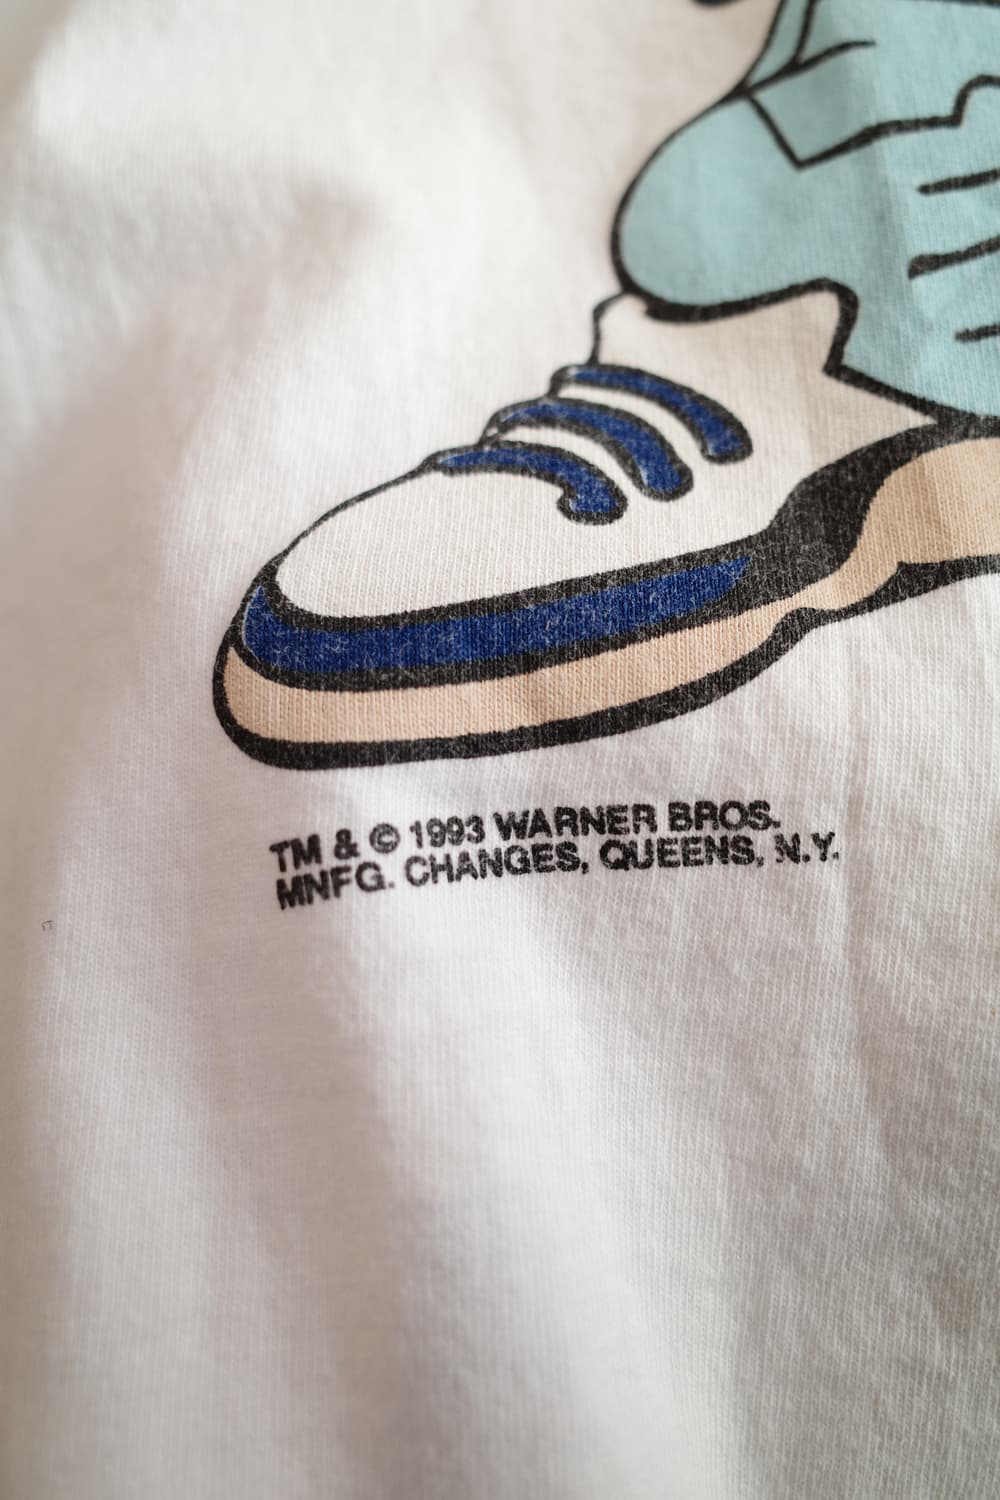 TM & © 1993 WARNER BROS.
MNFG. CHANGES, QUEENS, N.Y.